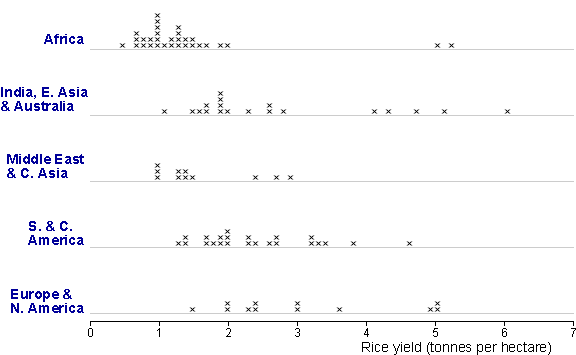 Africa
India, E. Asia
& Australia
Middle East
& C. Asia
S. & C.
America
Europe &
N. America
0 1 2 3 4 5 6 7
Rice yield (tonnes per hectare)